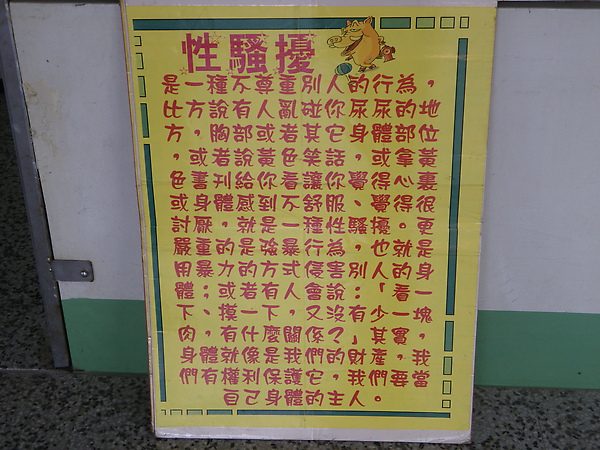 性騷擾
是一種不尊重別人的行為，
比方說有人亂碰你尿尿的地
方，胸部或者其它身體部位
，或者說黃色笑話，或拿黃
色書刊給你看讓你覺得心裏
或身體感到不舒服、覺得很
討厭，就是一種性騷擾。更
嚴重的是強暴行為，也就是
用暴力的方式侵害別人的身
體；或者有人會說：「看一
下、摸一下，又沒有少一塊
肉，有什麼關係？」其實，
身體就像是我們的財產，我
們有權利保護它，我們要當
自己身體的主人。